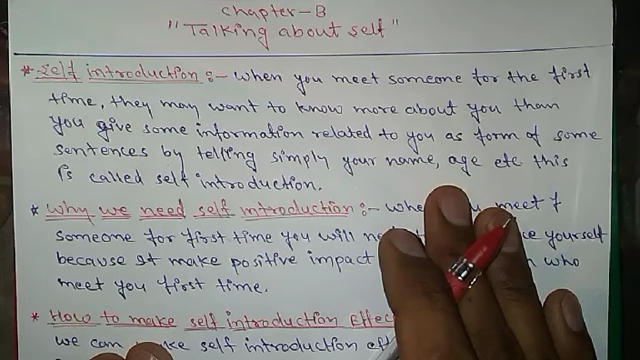 Chapter-B
"Talking about self"
* Self introduction :- When you meet someone for the first
time, they may want to know more about you than
you give some information related to you as form of some
sentences by telling simply your name, age etc this
is called self introduction.
* Why we need self introduction :- meet
someone for first time you will yourself
because It make positive impact who
meet you first time.
* How to make self introduction
we can self introduction